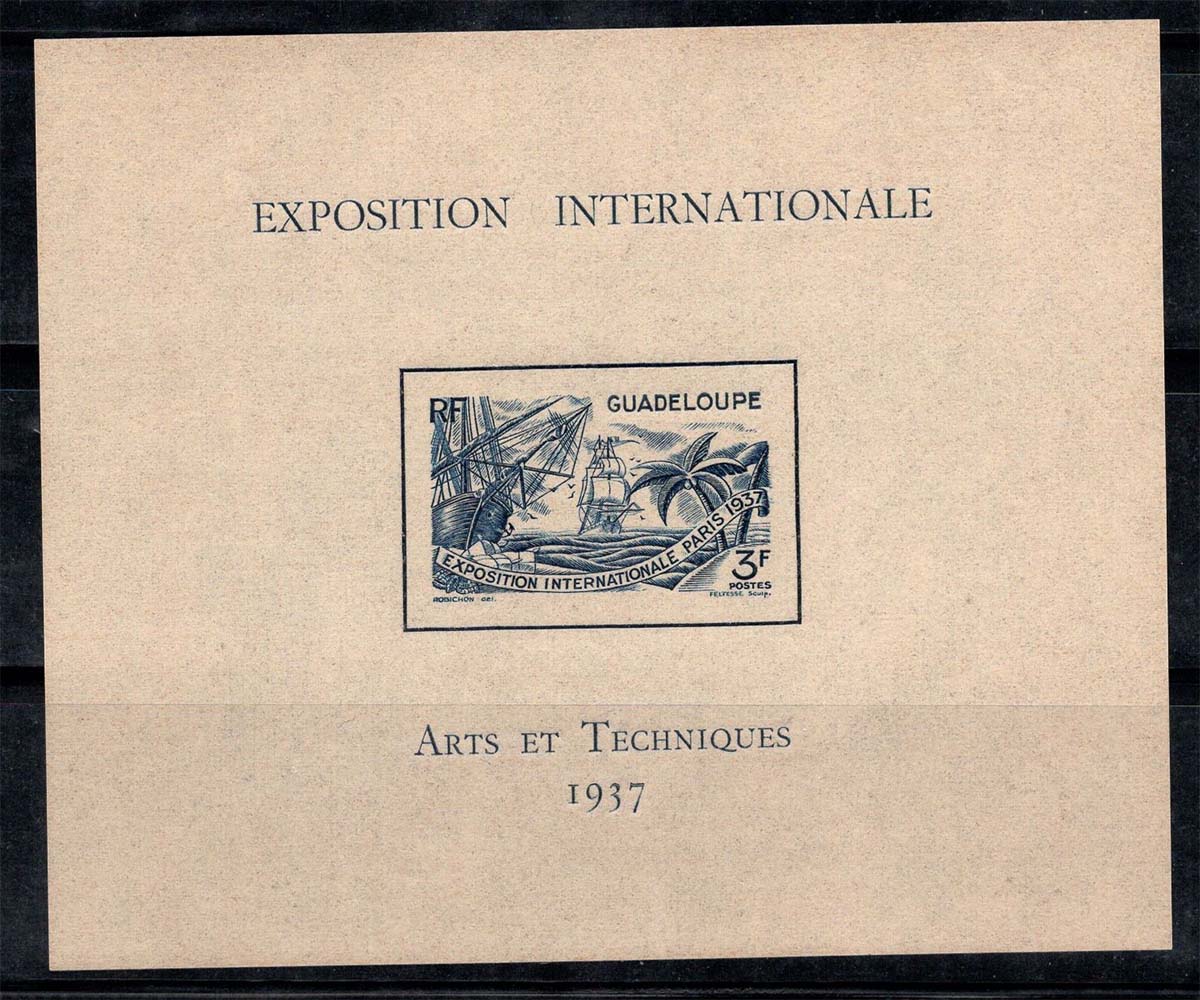 EXPOSITION INTERNATIONALE
RF
GUADELOUPE
EXPOSITION INTERNATIONALE PARIS 1937
3F
POSTES
ROBICHON del.
FELTESSE Sculp.
ARTS ET TECHNIQUES
1937